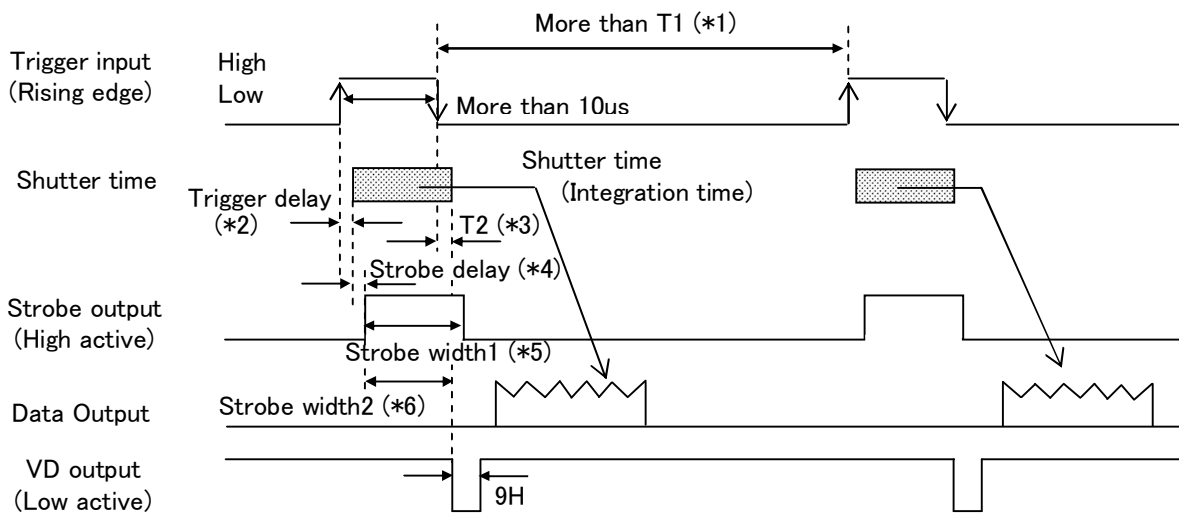 More than T1 (*1)
Trigger input
(Rising edge)
High
Low
More than 10us
Shutter time
Shutter time
(Integration time)
Trigger delay
(*2)
T2 (*3)
Strobe delay (*4)
Strobe output
(High active)
Strobe width1 (*5)
Strobe width2 (*6)
Data Output
VD output
(Low active)
9H